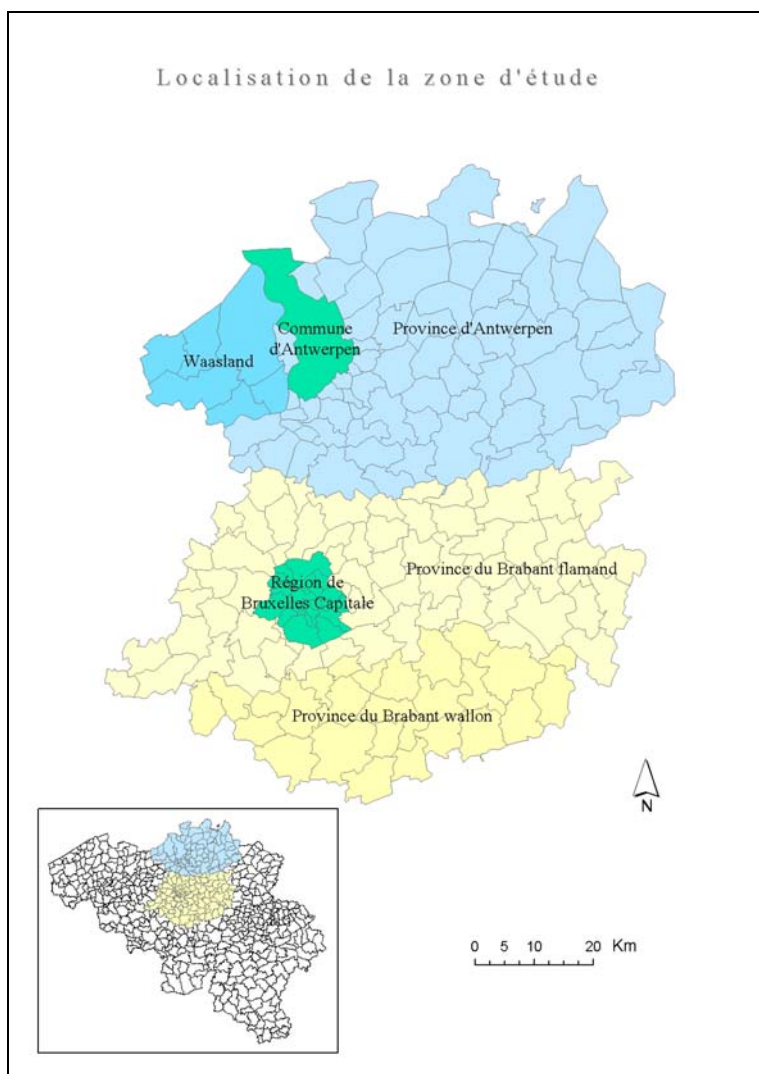 Localisation de la zone d'étude
Commune
d'Antwerpen
Province d'Antwerpen
Waasland
Province du Brabant flamand
Région de
Bruxelles Capitale
Province du Brabant wallon
N
0 5 10 20 Km